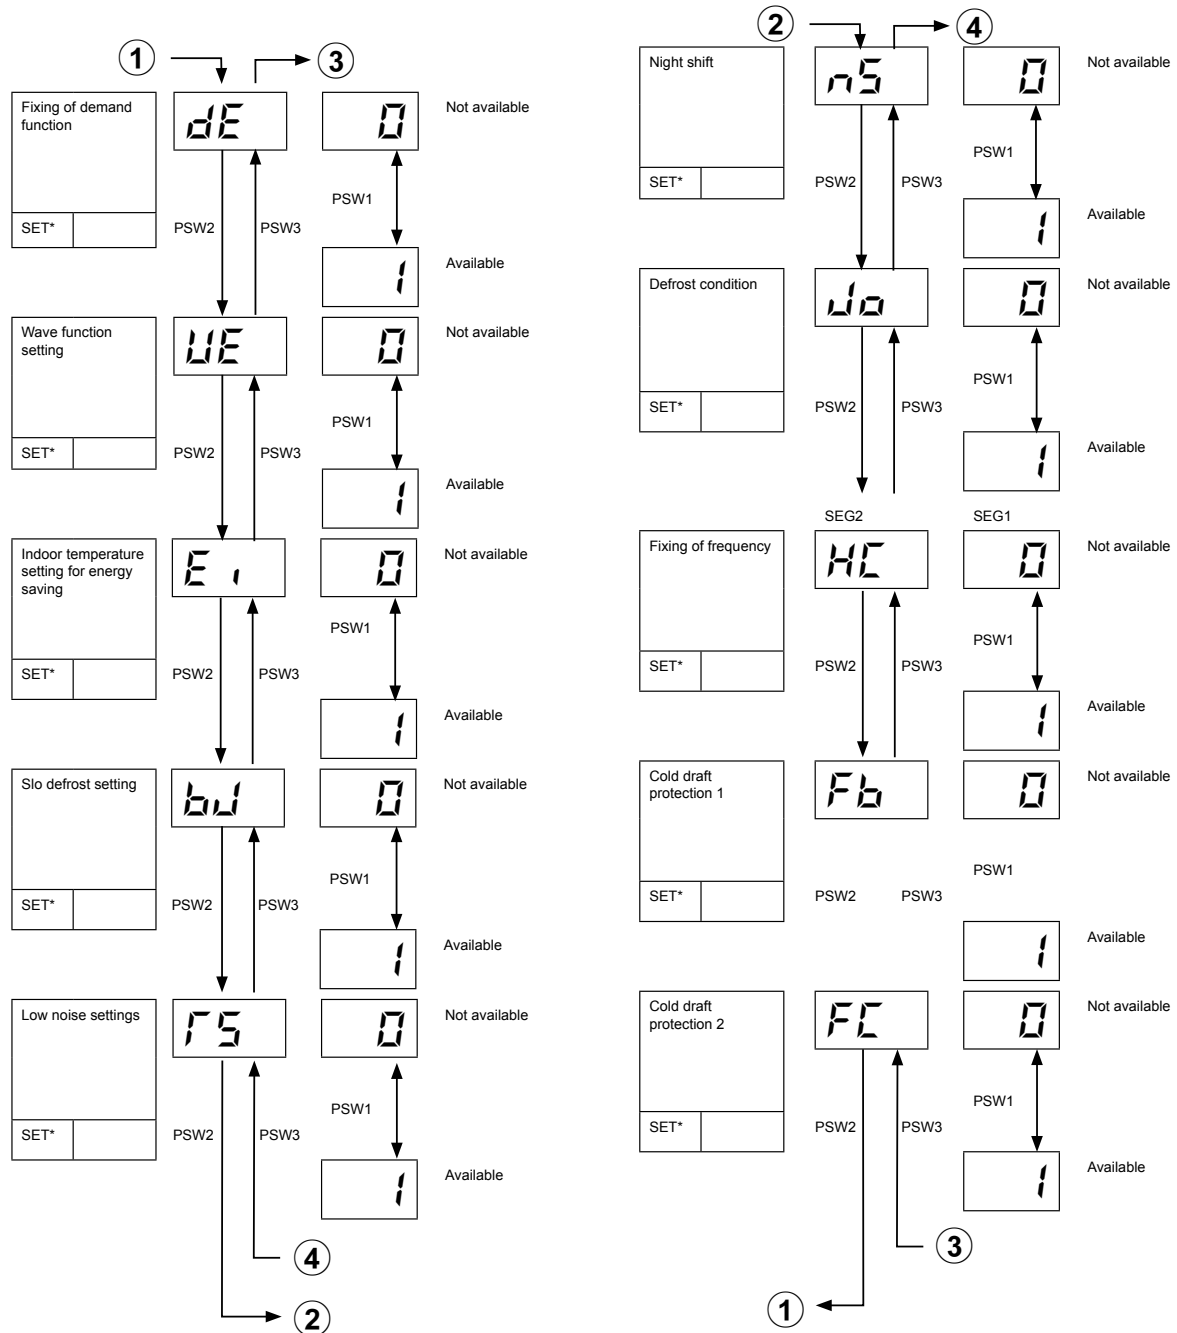 1
3
Fixing of demand
function
dE
0
Not available
PSW1
SET*
PSW2
PSW3
1
Available
Wave function
setting
UE
0
Not available
PSW1
SET*
PSW2
PSW3
1
Available
Indoor temperature
setting for energy
saving
Ei
0
Not available
PSW1
SET*
PSW2
PSW3
1
Available
Slo defrost setting
bJ
0
Not available
PSW1
SET*
PSW2
PSW3
1
Available
Low noise settings
0
Not available
PSW1
SET*
PSW2
PSW3
1
Available
4
2
2
4
Night shift
nS
0
Not available
PSW1
SET*
PSW2
PSW3
1
Available
Defrost condition
Jo
0
Not available
PSW1
SET*
PSW2
PSW3
1
Available
SEG2
SEG1
Fixing of frequency
HC
0
Not available
PSW1
SET*
PSW2
PSW3
1
Available
Cold draft
protection 1
Fb
0
Not available
PSW1
SET*
PSW2
PSW3
1
Available
Cold draft
protection 2
FC
0
Not available
PSW1
SET*
PSW2
PSW3
1
Available
3
1